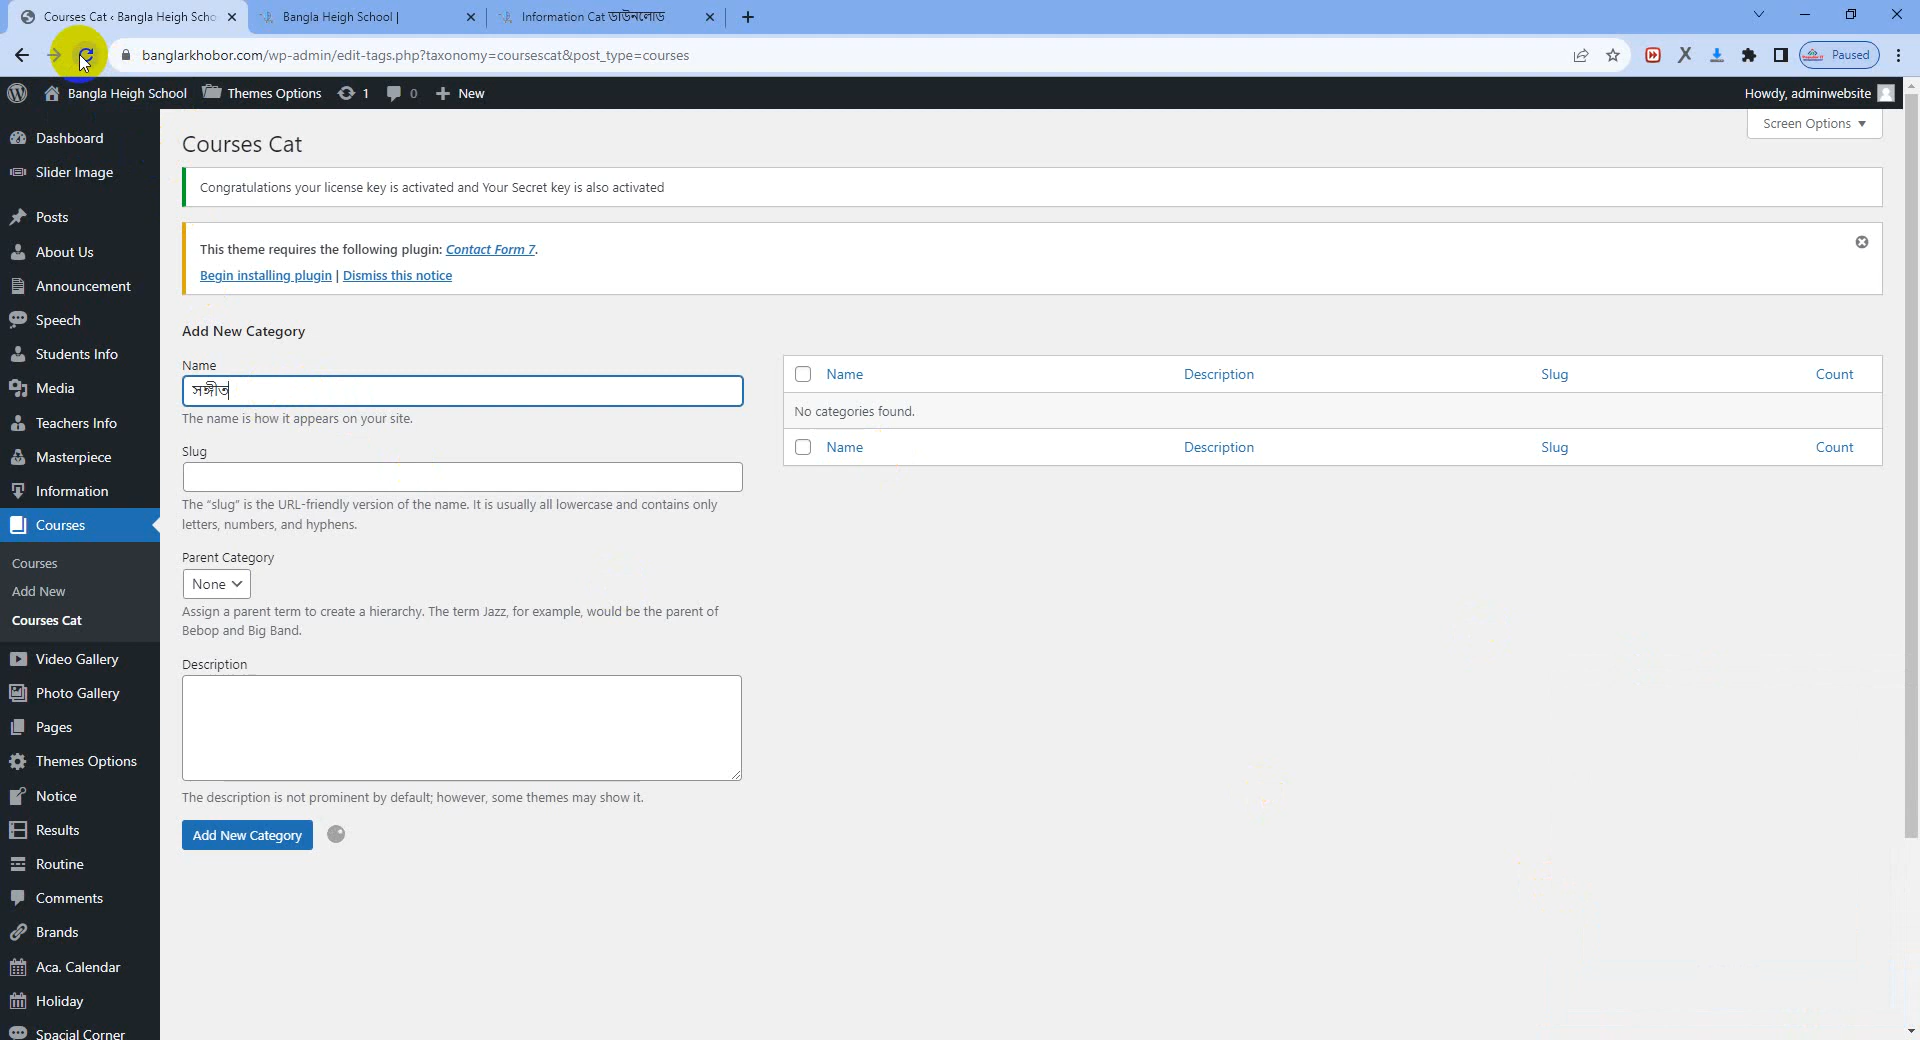 Courses Cat ‹ Bangla Heigh Scho
Bangla Heigh School |
Information Cat ডাউনলোড
banglarkhobor.com/wp-admin/edit-tags.php?taxonomy=coursescat&post_type=courses
Paused
Bangla Heigh School
Themes Options
1
0
New
Howdy, adminwebsite
Screen Options
Dashboard
Slider Image
Posts
About Us
Announcement
Speech
Students Info
Media
Teachers Info
Masterpiece
Information
Courses
Courses
Add New
Courses Cat
Video Gallery
Photo Gallery
Pages
Themes Options
Notice
Results
Routine
Comments
Brands
Aca. Calendar
Holiday
Spacial Corner
Courses Cat
Congratulations your license key is activated and Your Secret key is also activated
This theme requires the following plugin: Contact Form 7.
Begin installing plugin | Dismiss this notice
Add New Category
Name
সঙ্গীত
The name is how it appears on your site.
Slug
The “slug” is the URL-friendly version of the name. It is usually all lowercase and contains only
letters, numbers, and hyphens.
Parent Category
None
Assign a parent term to create a hierarchy. The term Jazz, for example, would be the parent of
Bebop and Big Band.
Description
The description is not prominent by default; however, some themes may show it.
Add New Category
Name Description Slug Count
No categories found.
Name Description Slug Count